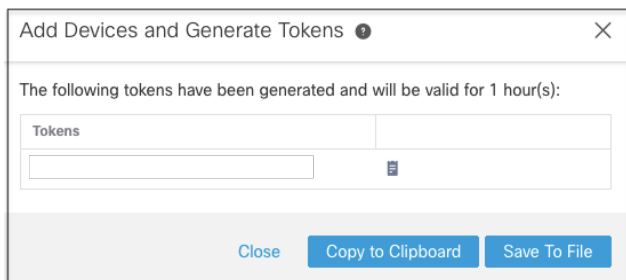 Add Devices and Generate Tokens ?
The following tokens have been generated and will be valid for 1 hour(s):
Tokens
Close Copy to Clipboard Save To File